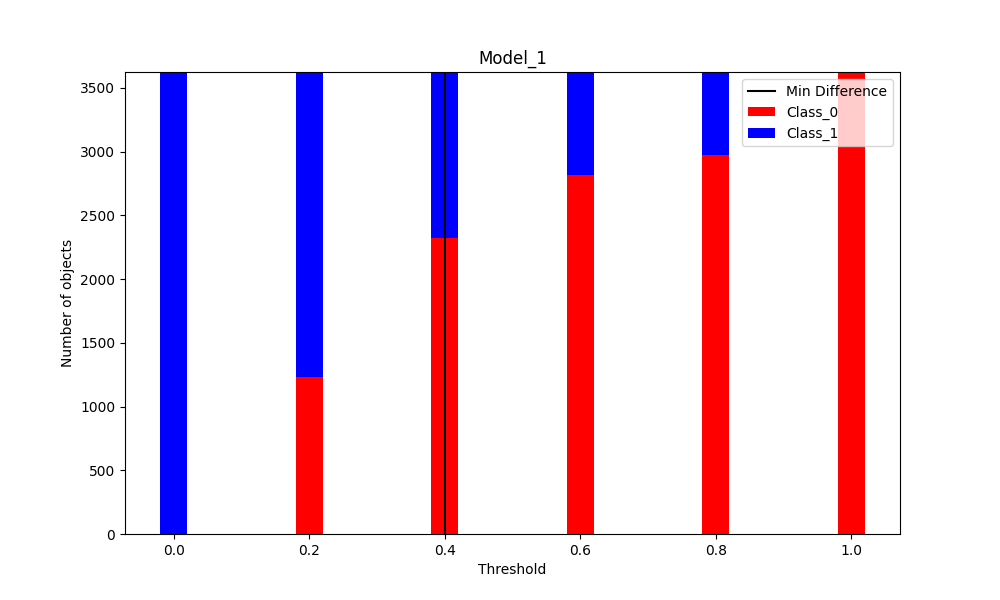 Model_1
Number of objects
3500
3000
2500
2000
1500
1000
500
0
Min Difference
Class_0
Class_1
0.0 0.2 0.4 0.6 0.8 1.0
Threshold